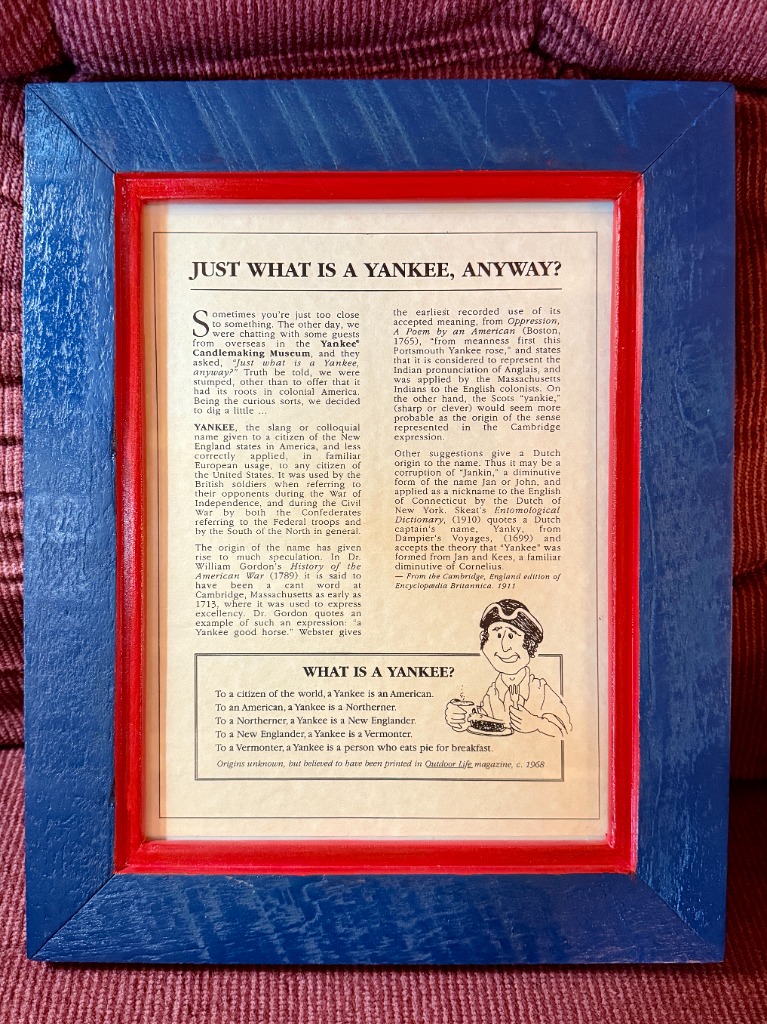 JUST WHAT IS A YANKEE, ANYWAY?
Sometimes you're just too close
to something. The other day, we
were chatting with some guests
from overseas in the Yankee®
Candlemaking Museum, and they
asked, "Just what is a Yankee,
anyway?" Truth be told, we were
stumped, other than to offer that it
had its roots in colonial America.
Being the curious sorts, we decided
to dig a little ...
YANKEE, the slang or colloquial
name given to a citizen of the New
England states in America, and less
correctly applied, in familiar
European usage, to any citizen of
the United States. It was used by the
British soldiers when referring to
their opponents during the War of
Independence, and during the Civil
War by both the Confederates
referring to the Federal troops and
by the South of the North in general.
The origin of the name has given
rise to much speculation. In Dr.
William Gordon's History of the
American War (1789) it is said to
have been a cant word at
Cambridge, Massachusetts as early as
1713, where it was used to express
excellency. Dr. Gordon quotes an
example of such an expression: "a
Yankee good horse." Webster gives
the earliest recorded use of its
accepted meaning, from Oppression,
A Poem by an American (Boston,
1765), "from meanness first this
Portsmouth Yankee rose," and states
that it is considered to represent the
Indian pronunciation of Anglais, and
was applied by the Massachusetts
Indians to the English colonists. On
the other hand, the Scots "yankie,"
(sharp or clever) would seem more
probable as the origin of the sense
represented in the Cambridge
expression.
Other suggestions give a Dutch
origin to the name. Thus it may be a
corruption of "Jankin," a diminutive
form of the name Jan or John, and
applied as a nickname to the English
of Connecticut by the Dutch of
New York. Skeat's Entomological
Dictionary, (1910) quotes a Dutch
captain's name, Yanky, from
Dampier's Voyages, (1699) and
accepts the theory that "Yankee" was
formed from Jan and Kees, a familiar
diminutive of Cornelius.
— From the Cambridge, England edition of
Encyclopædia Britannica. 1911
WHAT IS A YANKEE?
To a citizen of the world, a Yankee is an American.
To an American, a Yankee is a Northerner.
To a Northerner, a Yankee is a New Englander.
To a New Englander, a Yankee is a Vermonter.
To a Vermonter, a Yankee is a person who eats pie for breakfast.
Origins unknown, but believed to have been printed in Outdoor Life magazine, c. 1968